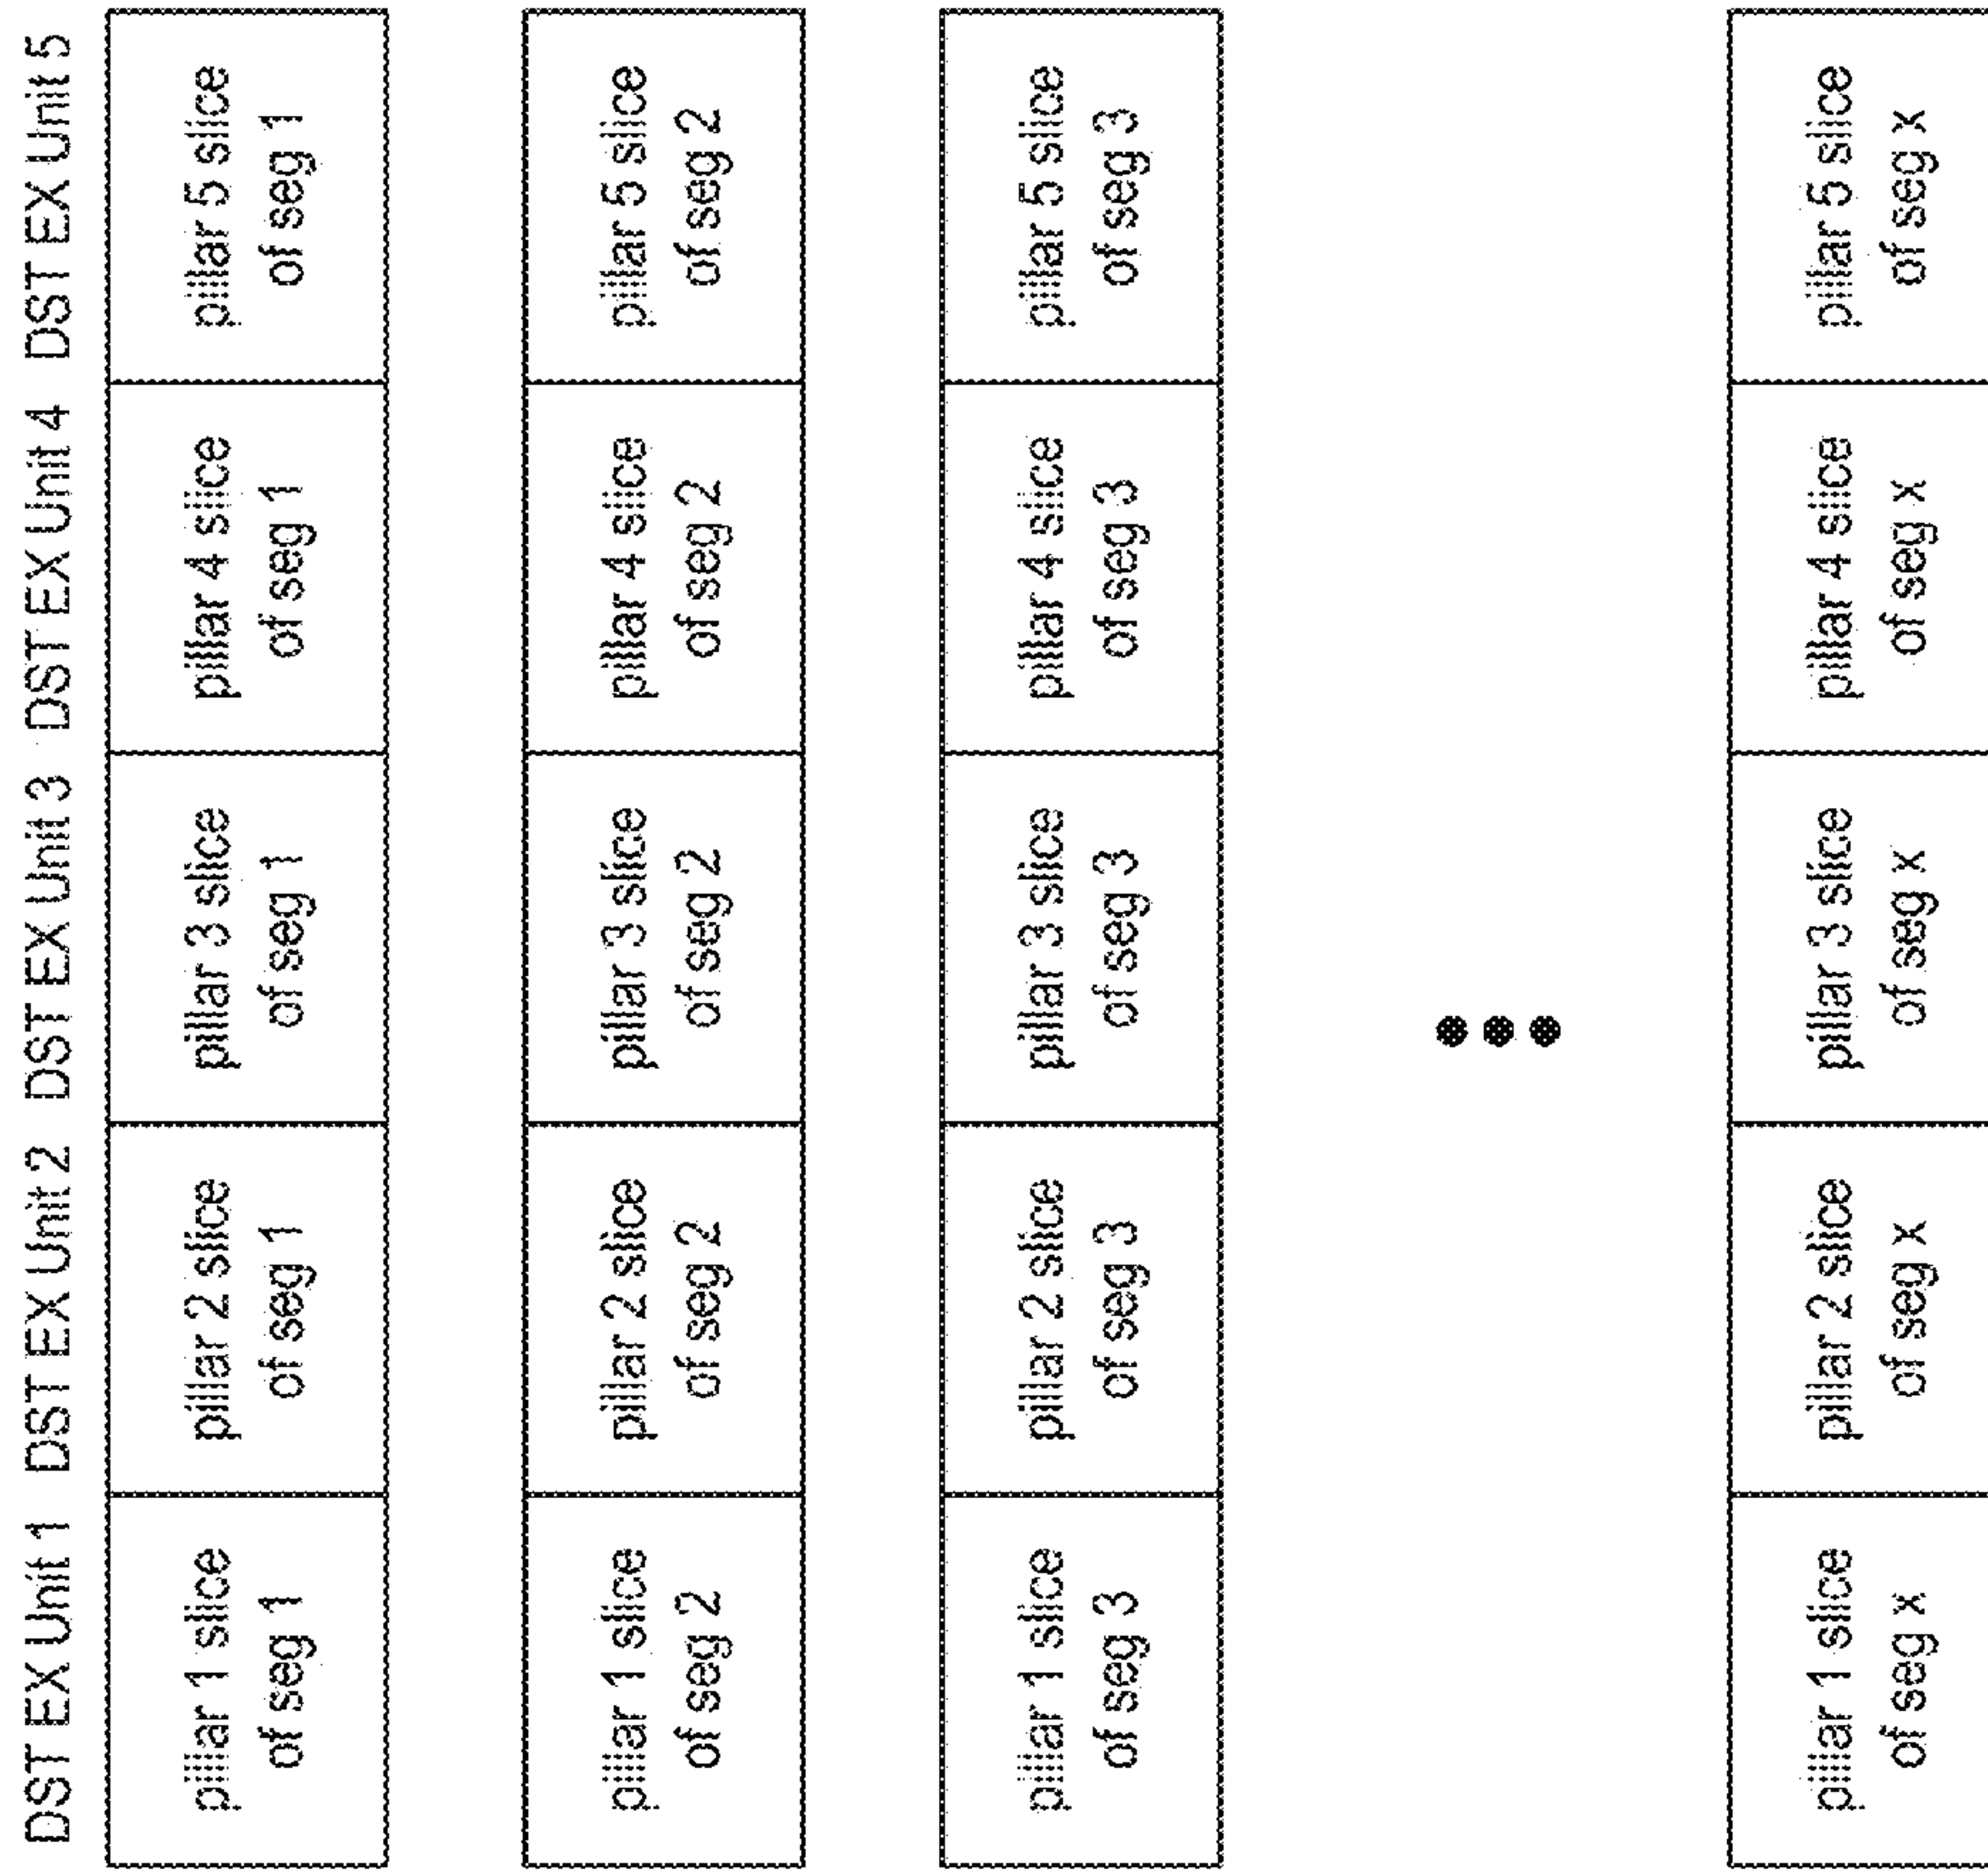 DST EX Unit 1 DST EX Unit 2 DST EX Unit 3 DST EX Unit 4 DST EX Unit 5
pillar 1 slice
of seg 1
pillar 2 slice
of seg 1
pillar 3 slice
of seg 1
pillar 4 slice
of seg 1
pillar 5 slice
of seg 1
pillar 1 slice
of seg 2
pillar 2 slice
of seg 2
pillar 3 slice
of seg 2
pillar 4 slice
of seg 2
pillar 5 slice
of seg 2
pillar 1 slice
of seg 3
pillar 2 slice
of seg 3
pillar 3 slice
of seg 3
pillar 4 slice
of seg 3
pillar 5 slice
of seg 3
pillar 1 slice
of seg x
pillar 2 slice
of seg x
pillar 3 slice
of seg x
pillar 4 slice
of seg x
pillar 5 slice
of seg x